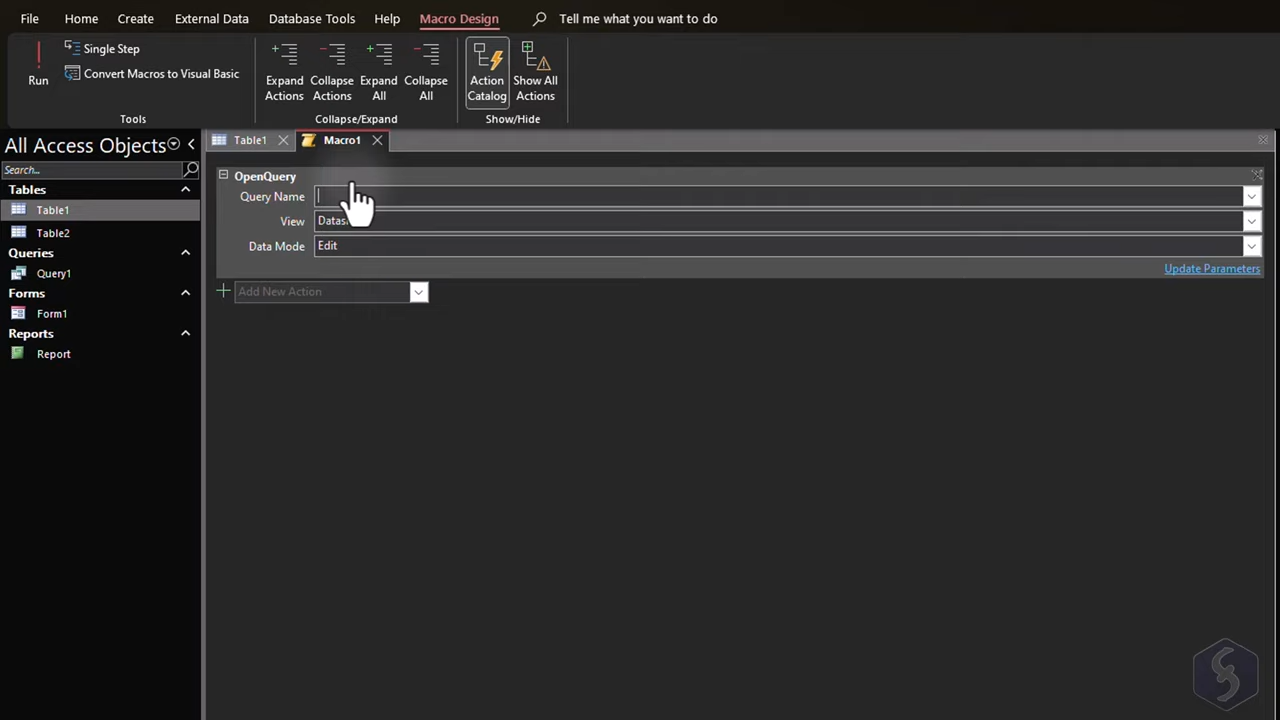 File Home Create External Data Database Tools Help Macro Design Tell me what you want to do
Run
Single Step
Convert Macros to Visual Basic
Tools
Expand Actions
Collapse Actions
Expand All
Collapse All
Collapse/Expand
Action Catalog
Show All Actions
Show/Hide
All Access Objects
Search...
Tables
Table1
Table2
Queries
Query1
Forms
Form1
Reports
Report
Table1 Macro1
OpenQuery
Query Name
View
Data Mode Edit
Update Parameters
Add New Action